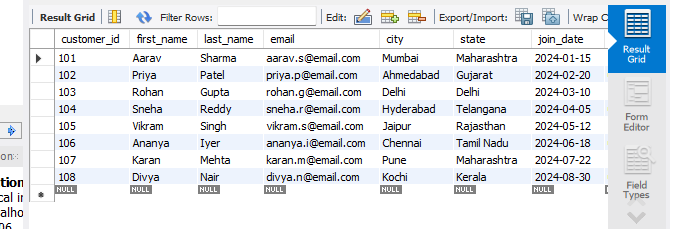 Result Grid Filter Rows: Edit: Export/Import: Wrap C
customer_id first_name last_name email city state join_date
101 Aarav Sharma aarav.s@email.com Mumbai Maharashtra 2024-01-15
102 Priya Patel priya.p@email.com Ahmedabad Gujarat 2024-02-20
103 Rohan Gupta rohan.g@email.com Delhi Delhi 2024-03-10
104 Sneha Reddy sneha.r@email.com Hyderabad Telangana 2024-04-05
105 Vikram Singh vikram.s@email.com Jaipur Rajasthan 2024-05-12
106 Ananya Iyer ananya.i@email.com Chennai Tamil Nadu 2024-06-18
107 Karan Mehta karan.m@email.com Pune Maharashtra 2024-07-22
108 Divya Nair divya.n@email.com Kochi Kerala 2024-08-30
NULL NULL NULL NULL NULL NULL NULL
Result
Grid
Form
Editor
Field
Types
on
tion
cal in
alho
06